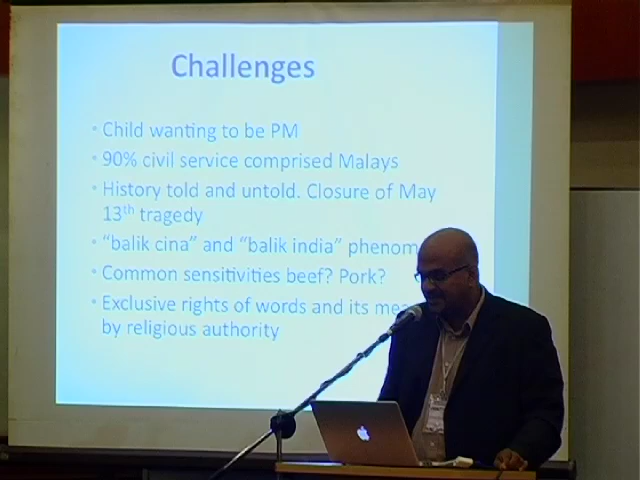 Challenges
• Child wanting to be PM
• 90% civil service comprised Malays
• History told and untold. Closure of May
13th tragedy
• "balik cina" and "balik india"
• Common sensitivities beef? Pork?
• Exclusive rights of words and its
by religious authority